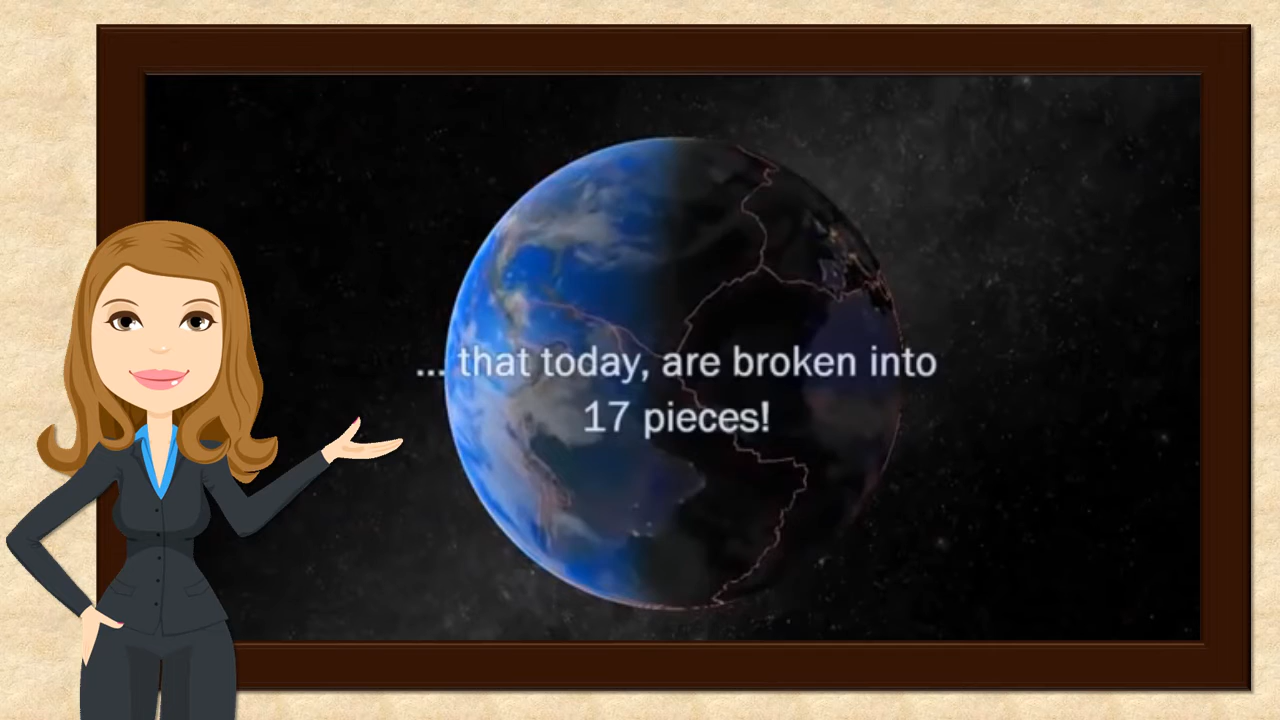 ... that today, are broken into
17 pieces!